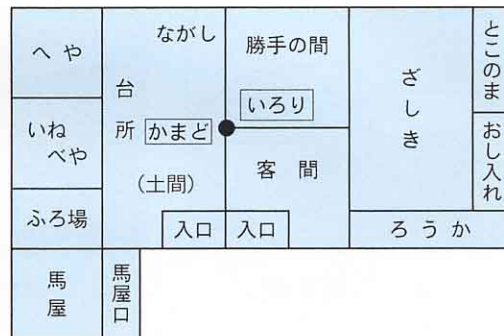 へや
ながし
勝手の間
ざしき
とこのま
台所
かまど
いろり
いね
べや
(土間)
客間
おし入れ
ふろ場
入口
入口
ろうか
馬屋
馬屋口